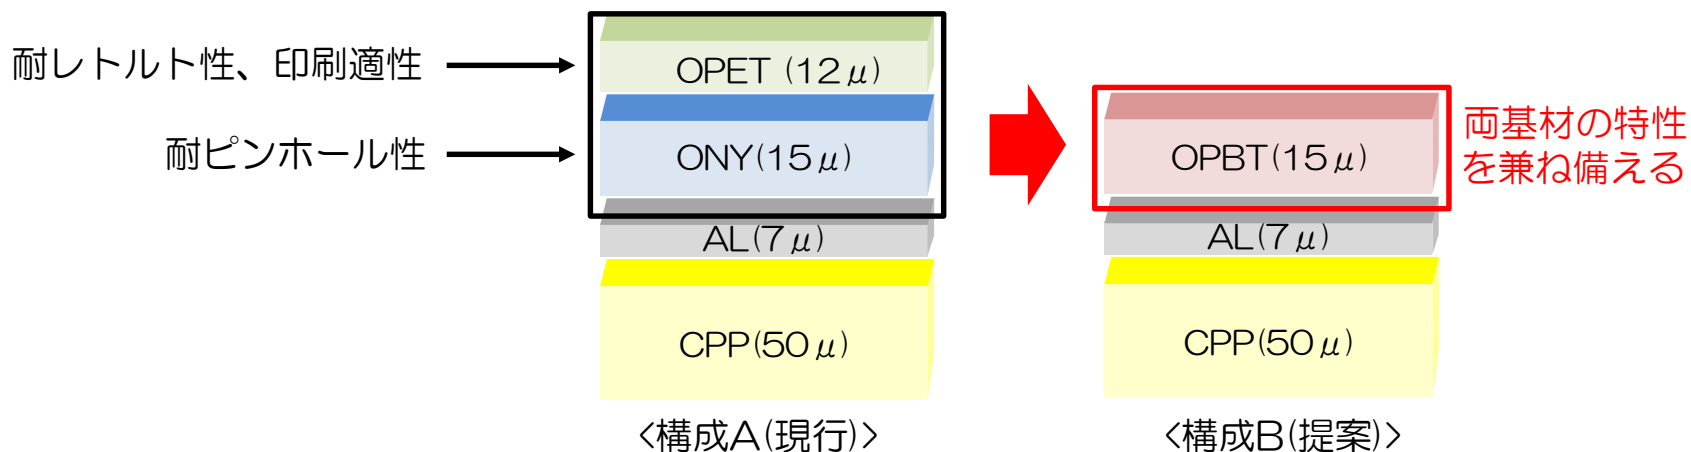 耐レトルト性、印刷適性
耐ピンホール性
OPET (12μ)
ONY(15μ)
AL(7μ)
CPP(50μ)
<構成A(現行)>
OPBT(15μ)
AL(7μ)
CPP(50μ)
<構成B(提案)>
両基材の特性
を兼ね備える